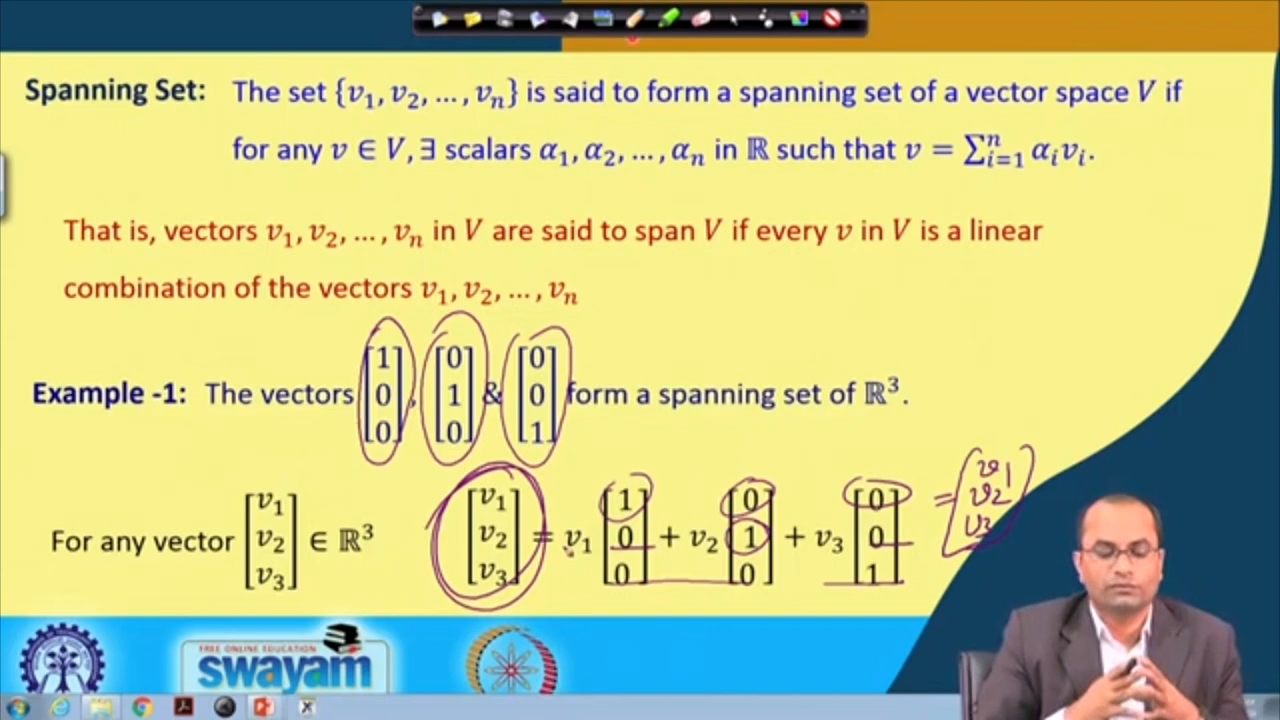 Spanning Set: The set {v₁, v₂, …, vₙ} is said to form a spanning set of a vector space V if
for any v ∈ V, ∃ scalars α₁, α₂, …, αₙ in ℝ such that v = ∑ⁿᵢ₌₁ αᵢvᵢ.
That is, vectors v₁, v₂, …, vₙ in V are said to span V if every v in V is a linear
combination of the vectors v₁, v₂, …, vₙ
Example -1: The vectors [1 0 0], [0 1 0] & [0 0 1] form a spanning set of ℝ³.
For any vector [v₁ v₂ v₃] ∈ ℝ³ [v₁ v₂ v₃] = v₁ [1 0 0] + v₂ [0 1 0] + v₃ [0 0 1] = (v₁ v₂ v₃)
FREE ONLINE EDUCATION
swayam